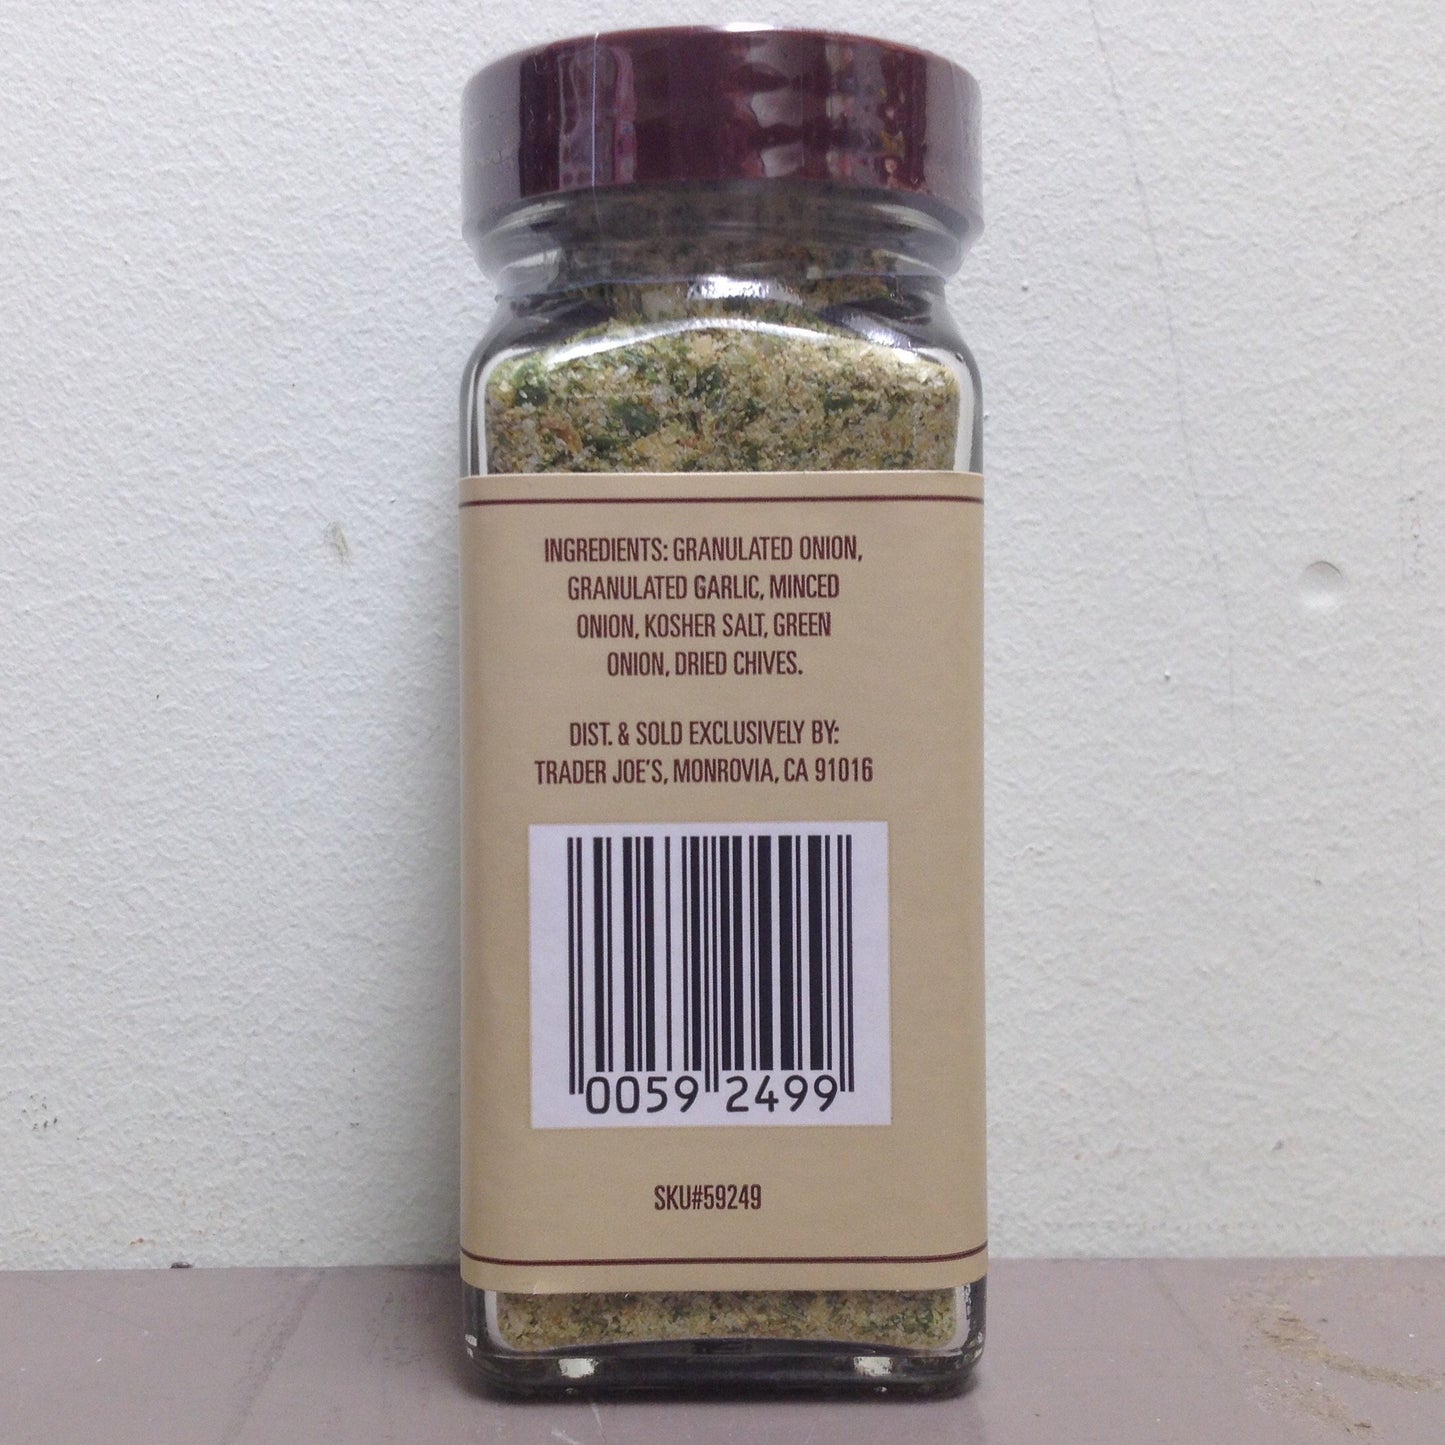 INGREDIENTS: GRANULATED ONION,
GRANULATED GARLIC, MINCED
ONION, KOSHER SALT, GREEN
ONION, DRIED CHIVES.
DIST. & SOLD EXCLUSIVELY BY:
TRADER JOE'S, MONROVIA, CA 91016
0059 2499
SKU#59249